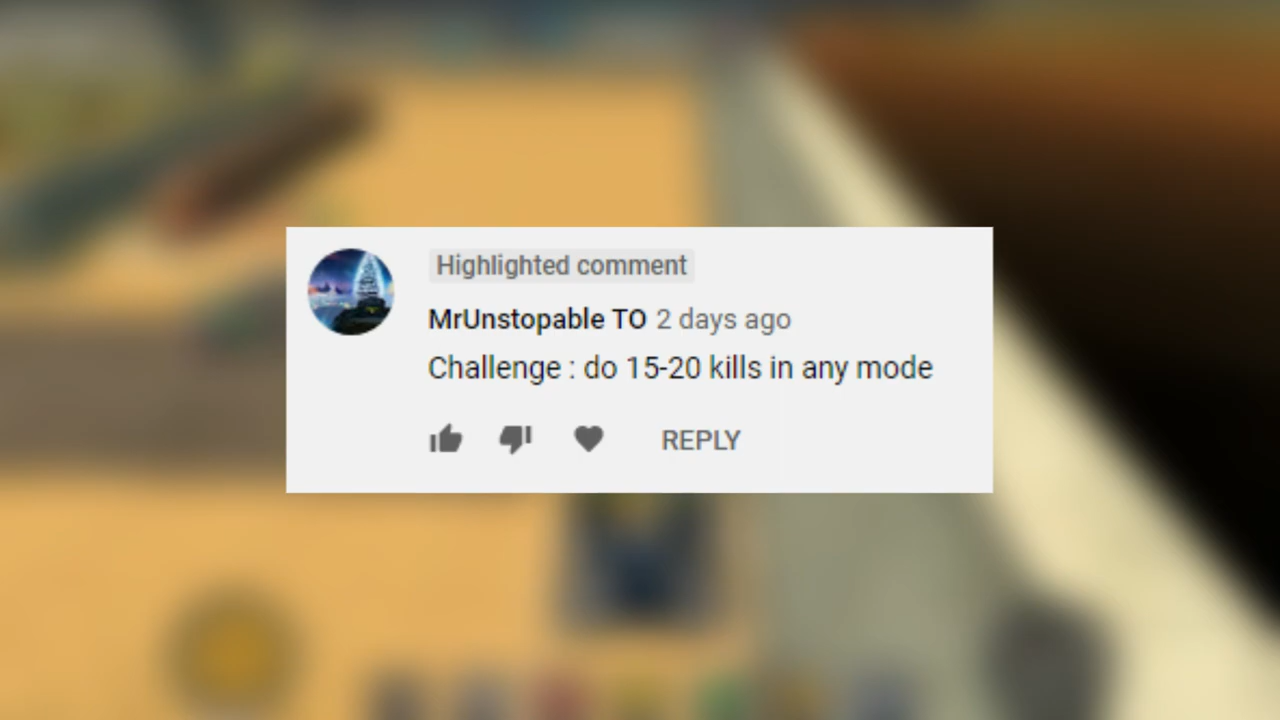 Highlighted comment
MrUnstopable TO 2 days ago
Challenge : do 15-20 kills in any mode
REPLY